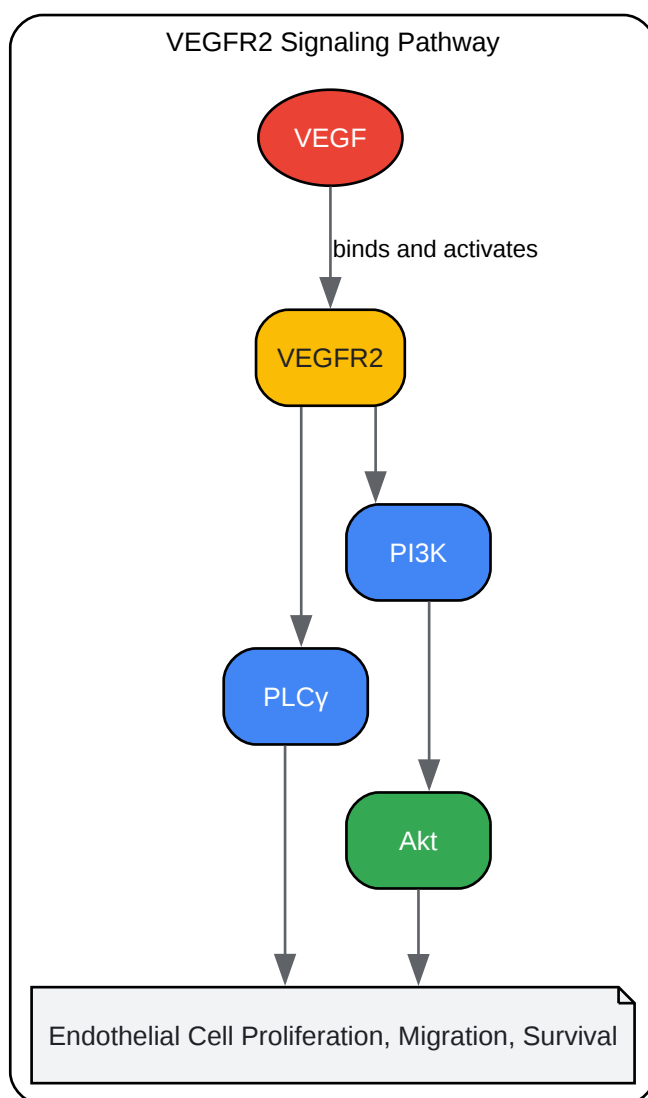 VEGFR2 Signaling Pathway
VEGF
binds and activates
VEGFR2
PI3K
PLCγ
Akt
Endothelial Cell Proliferation, Migration, Survival